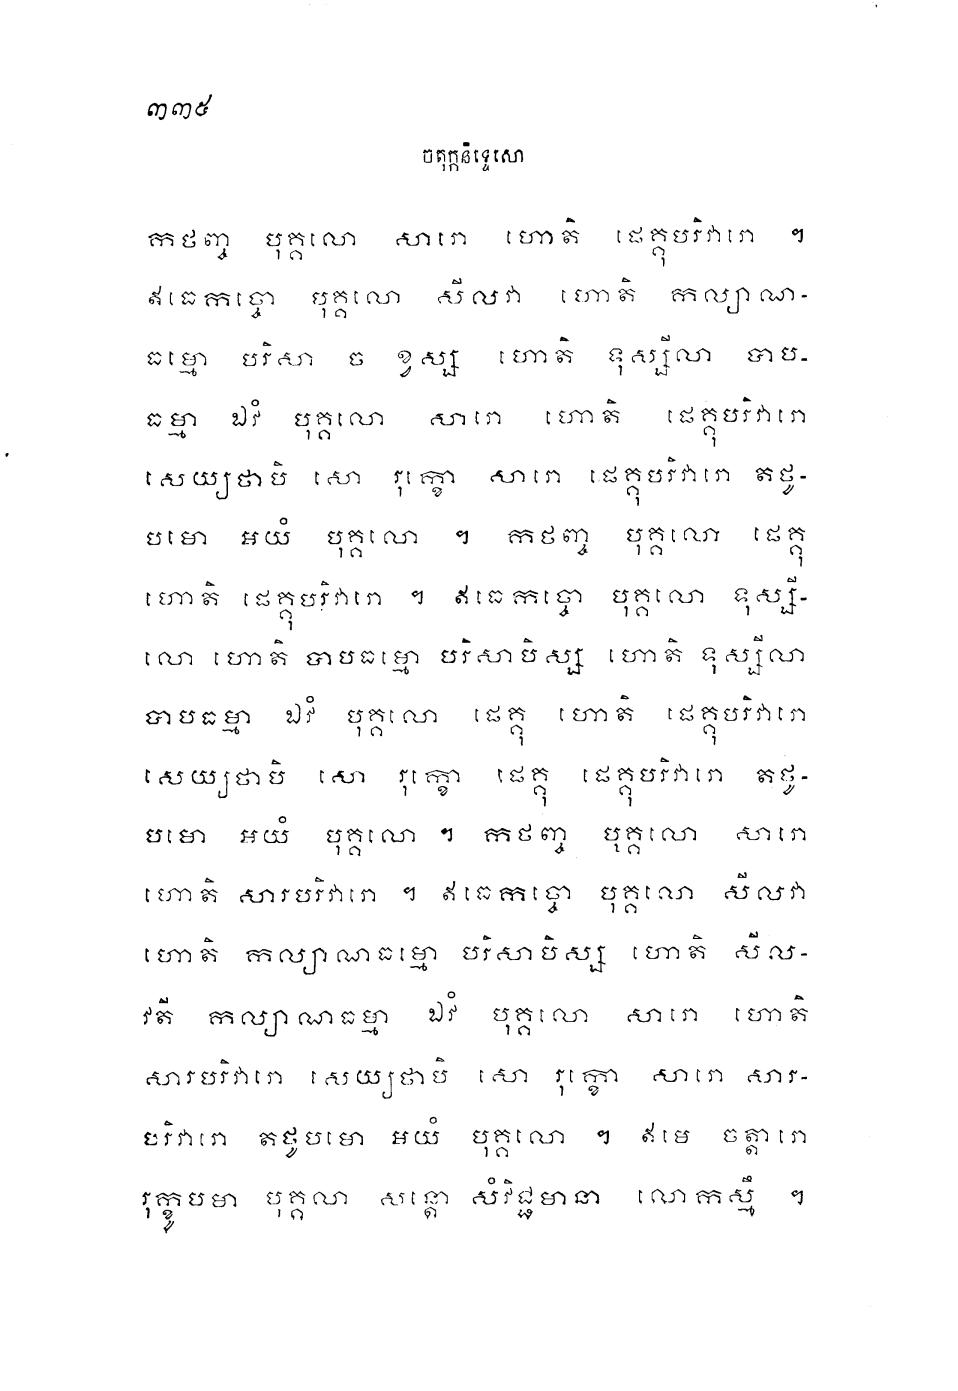 ៣៣៥
ចតុក្កនិទ្ទេសោ
កថញ្ច បុគ្គលោ សារោ ហោតិ ផេគ្គុបរិវារោ ។
ឥធេកច្ចោ បុគ្គលោ សីលវា ហោតិ កល្យាណ-
ធម្មោ បរិសា ច ខ្វស្ស ហោតិ ទុស្សីលា បាប-
ធម្មា ឯវំ បុគ្គលោ សារោ ហោតិ ផេគ្គុបរិវារោ
សេយ្យថាបិ សោ រុក្ខោ សារោ ផេគ្គុបរិវារោ តថូ-
បមោ អយំ បុគ្គលោ ។ កថញ្ច បុគ្គលោ ផេគ្គុ
ហោតិ ផេគ្គុបរិវារោ ។ ឥធេកច្ចោ បុគ្គលោ ទុស្សី-
លោ ហោតិ បាបធម្មោ បរិសាបិស្ស ហោតិ ទុស្សីលា
បាបធម្មា ឯវំ បុគ្គលោ ផេគ្គុ ហោតិ ផេគ្គុបរិវារោ
សេយ្យថាបិ សោ រុក្ខោ ផេគ្គុ ផេគ្គុបរិវារោ តថូ-
បមោ អយំ បុគ្គលោ ។ កថញ្ច បុគ្គលោ សារោ
ហោតិ សារបរិវារោ ។ ឥធេកច្ចោ បុគ្គលោ សីលវា
ហោតិ កល្យាណធម្មោ បរិសាបិស្ស ហោតិ សីល-
វតី កល្យាណធម្មា ឯវំ បុគ្គលោ សារោ ហោតិ
សារបរិវារោ សេយ្យថាបិ សោ រុក្ខោ សារោ សារ-
បរិវារោ តថូបមោ អយំ បុគ្គលោ ។ ឥមេ ចត្តារោ
រុក្ខូបមា បុគ្គលា សន្តោ សំវិជ្ជមានា លោកស្មឹ ។